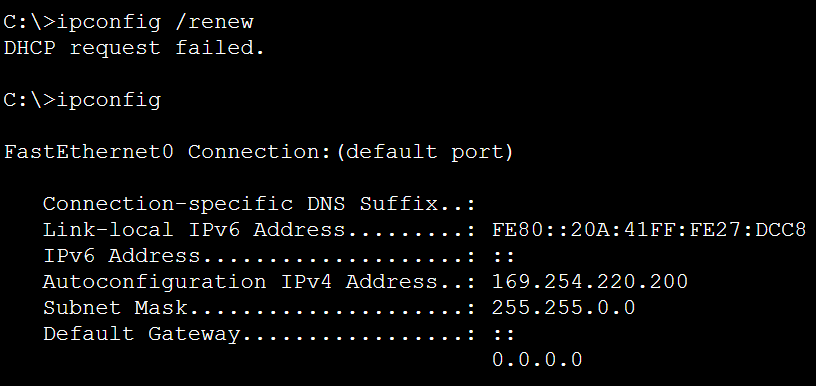 C:\>ipconfig /renew
DHCP request failed.
C:\>ipconfig
FastEthernet0 Connection:(default port)
Connection-specific DNS Suffix..:
Link-local IPv6 Address.........: FE80::20A:41FF:FE27:DCC8
IPv6 Address....................: ::
Autoconfiguration IPv4 Address..: 169.254.220.200
Subnet Mask.....................: 255.255.0.0
Default Gateway.................: ::
0.0.0.0